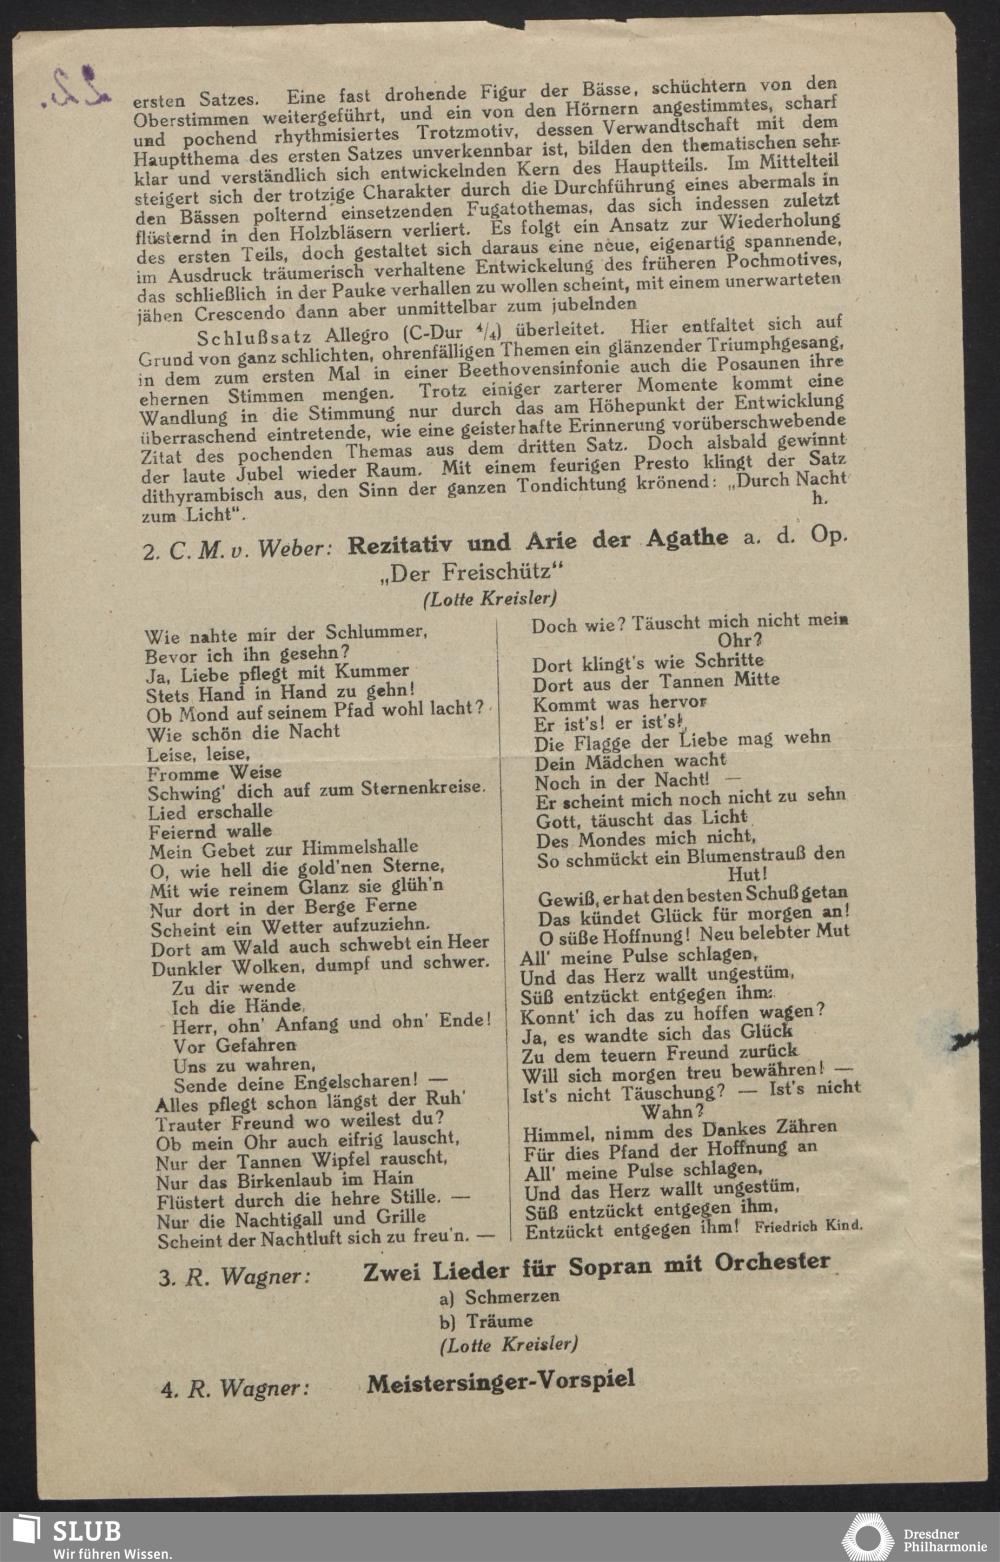 22.
ersten Satzes. Eine fast drohende Figur der Bässe, schüchtern von den
Oberstimmen weitergeführt, und ein von den Hörnern angestimmtes, scharf
und pochend rhythmisiertes Trotzmotiv, dessen Verwandtschaft mit dem
Hauptthema des ersten Satzes unverkennbar ist, bilden den thematischen sehr
klar und verständlich sich entwickelnden Kern des Hauptteils. Im Mittelteil
steigert sich der trotzige Charakter durch die Durchführung eines abermals in
den Bässen polternd einsetzenden Fugatothemas, das sich indessen zuletzt
flüsternd in den Holzbläsern verliert. Es folgt ein Ansatz zur Wiederholung
des ersten Teils, doch gestaltet sich daraus eine neue, eigenartig spannende,
im Ausdruck träumerisch verhaltene Entwickelung des früheren Pochmotives,
das schließlich in der Pauke verhallen zu wollen scheint, mit einem unerwarteten
jähen Crescendo dann aber unmittelbar zum jubelnden
Schlußsatz Allegro (C-Dur 4/4) überleitet. Hier entfaltet sich auf
Grund von ganz schlichten, ohrenfälligen Themen ein glänzender Triumphgesang,
in dem zum ersten Mal in einer Beethovensinfonie auch die Posaunen ihre
ehernen Stimmen mengen. Trotz einiger zarterer Momente kommt eine
Wandlung in die Stimmung nur durch das am Höhepunkt der Entwicklung
überraschend eintretende, wie eine geisterhafte Erinnerung vorüberschwebende
Zitat des pochenden Themas aus dem dritten Satz. Doch alsbald gewinnt
der laute Jubel wieder Raum. Mit einem feurigen Presto klingt der Satz
dithyrambisch aus, den Sinn der ganzen Tondichtung krönend: „Durch Nacht
zum Licht“. h.
2. C. M. v. Weber: Rezitativ und Arie der Agathe a. d. Op.
„Der Freischütz“
(Lotte Kreisler)
Wie nahte mir der Schlummer,
Bevor ich ihn gesehn?
Ja, Liebe pflegt mit Kummer
Stets Hand in Hand zu gehn!
Ob Mond auf seinem Pfad wohl lacht?
Wie schön die Nacht
Leise, leise,
Fromme Weise
Schwing' dich auf zum Sternenkreise.
Lied erschalle
Feiernd walle
Mein Gebet zur Himmelshalle
O, wie hell die gold'nen Sterne,
Mit wie reinem Glanz sie glüh'n
Nur dort in der Berge Ferne
Scheint ein Wetter aufzuziehn.
Dort am Wald auch schwebt ein Heer
Dunkler Wolken, dumpf und schwer.
Zu dir wende
Ich die Hände,
Herr, ohn' Anfang und ohn' Ende!
Vor Gefahren
Uns zu wahren,
Sende deine Engelscharen! —
Alles pflegt schon längst der Ruh'
Trauter Freund wo weilest du?
Ob mein Ohr auch eifrig lauscht,
Nur der Tannen Wipfel rauscht,
Nur das Birkenlaub im Hain
Flüstert durch die hehre Stille. —
Nur die Nachtigall und Grille
Scheint der Nachtluft sich zu freu'n. —
Doch wie? Täuscht mich nicht mein
Ohr?
Dort klingt's wie Schritte
Dort aus der Tannen Mitte
Kommt was hervor
Er ist's! er ist's!
Die Flagge der Liebe mag wehn
Dein Mädchen wacht
Noch in der Nacht! —
Er scheint mich noch nicht zu sehn
Gott, täuscht das Licht
Des Mondes mich nicht,
So schmückt ein Blumenstrauß den
Hut!
Gewiß, er hat den besten Schuß getan
Das kündet Glück für morgen an!
O süße Hoffnung! Neu belebter Mut
All' meine Pulse schlagen,
Und das Herz wallt ungestüm,
Süß entzückt entgegen ihm:
Konnt' ich das zu hoffen wagen?
Ja, es wandte sich das Glück
Zu dem teuern Freund zurück
Will sich morgen treu bewähren! —
Ist's nicht Täuschung? — Ist's nicht
Wahn?
Himmel, nimm des Dankes Zähren
Für dies Pfand der Hoffnung an
All' meine Pulse schlagen,
Und das Herz wallt ungestüm,
Süß entzückt entgegen ihm,
Entzückt entgegen ihm! Friedrich Kind.
3. R. Wagner: Zwei Lieder für Sopran mit Orchester
a) Schmerzen
b) Träume
(Lotte Kreisler)
4. R. Wagner: Meistersinger-Vorspiel
SLUB
Wir führen Wissen.
Dresdner
Philharmonie